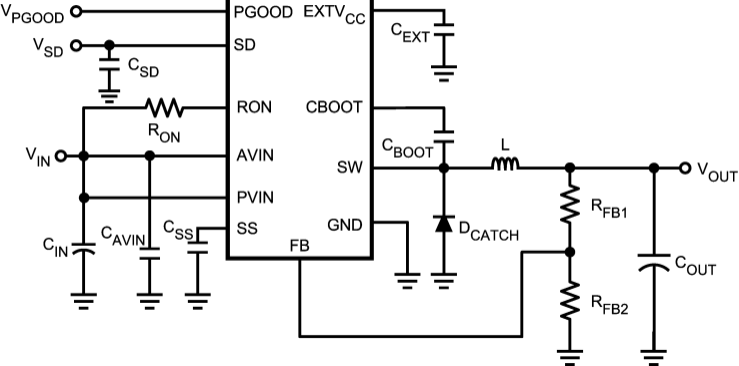 VPGOOD
PGOOD
EXTVCC
CEXT
VSD
SD
CSD
RON
RON
CBOOT
CBOOT
L
VIN
AVIN
SW
VOUT
PVIN
RFB1
CIN
CAVIN
CSS
SS
GND
DCATCH
FB
COUT
RFB2